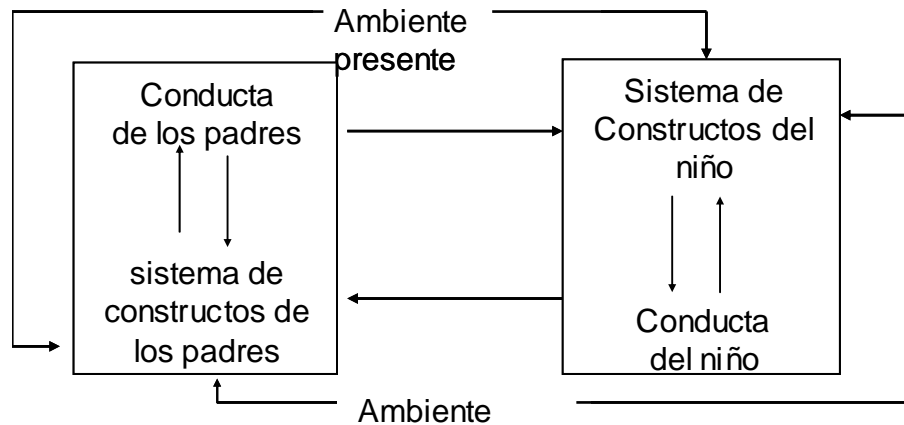 Ambiente
presente
Conducta
de los padres
sistema de
constructos de
los padres
Sistema de
Constructos del
niño
Conducta
del niño
Ambiente